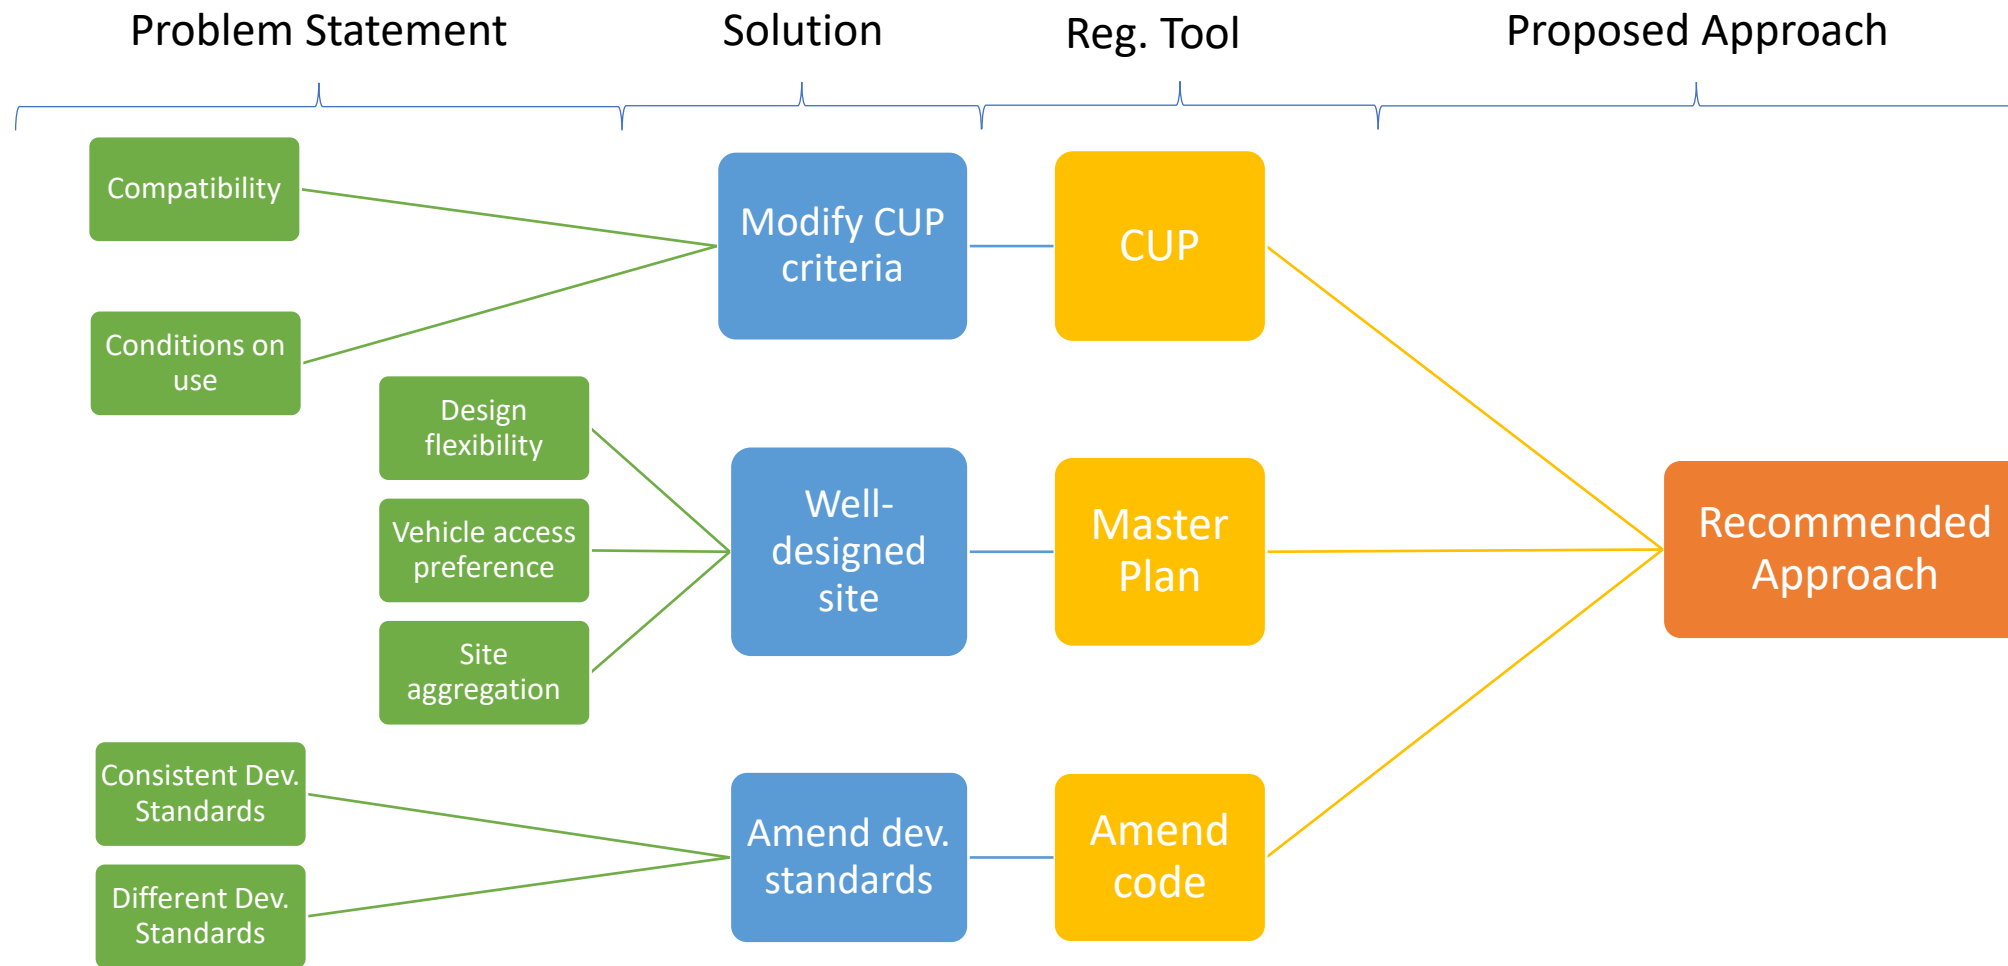 Problem Statement
Solution
Reg. Tool
Proposed Approach
Compatibility
Conditions on
use
Modify CUP
criteria
CUP
Design
flexibility
Vehicle access
preference
Site
aggregation
Well-
designed
site
Master
Plan
Recommended
Approach
Consistent Dev.
Standards
Different Dev.
Standards
Amend dev.
standards
Amend
code